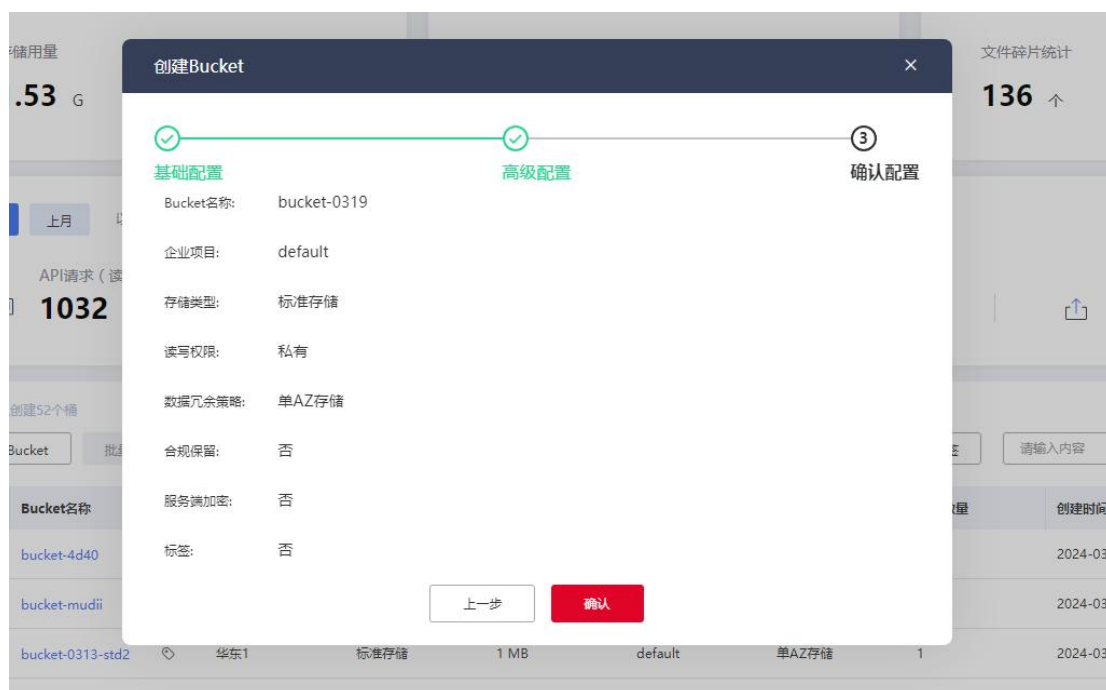 储用量
.53 G
文件碎片统计
136 个
创建Bucket
基础配置
高级配置
3
确认配置
Bucket名称: bucket-0319
企业项目: default
存储类型: 标准存储
读写权限: 私有
数据冗余策略: 单AZ存储
合规保留: 否
服务端加密: 否
标签: 否
上一步
确认
上月
API请求（读
1032
创建52个桶
Bucket
请输入内容
Bucket名称
量
创建时间
bucket-4d40
2024-03
bucket-mudii
2024-03
bucket-0313-std2 华东1 标准存储 1 MB default 单AZ存储 1 2024-03